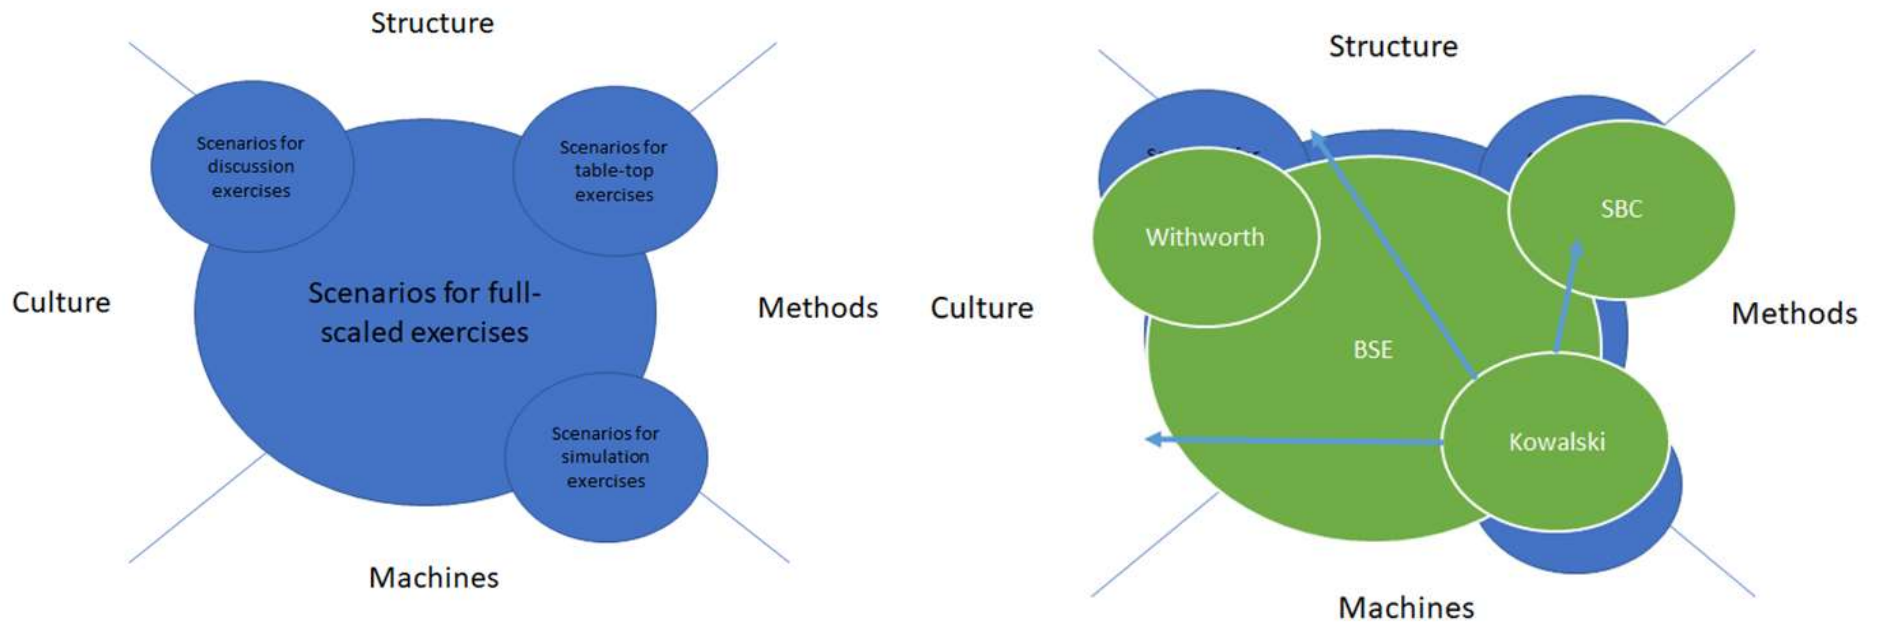 Structure
Scenarios for
discussion
exercises
Scenarios for
table-top
exercises
Culture
Scenarios for full-
scaled exercises
Methods
Scenarios for
simulation
exercises
Machines
Structure
Withworth
SBC
Culture
BSE
Methods
Kowalski
Machines